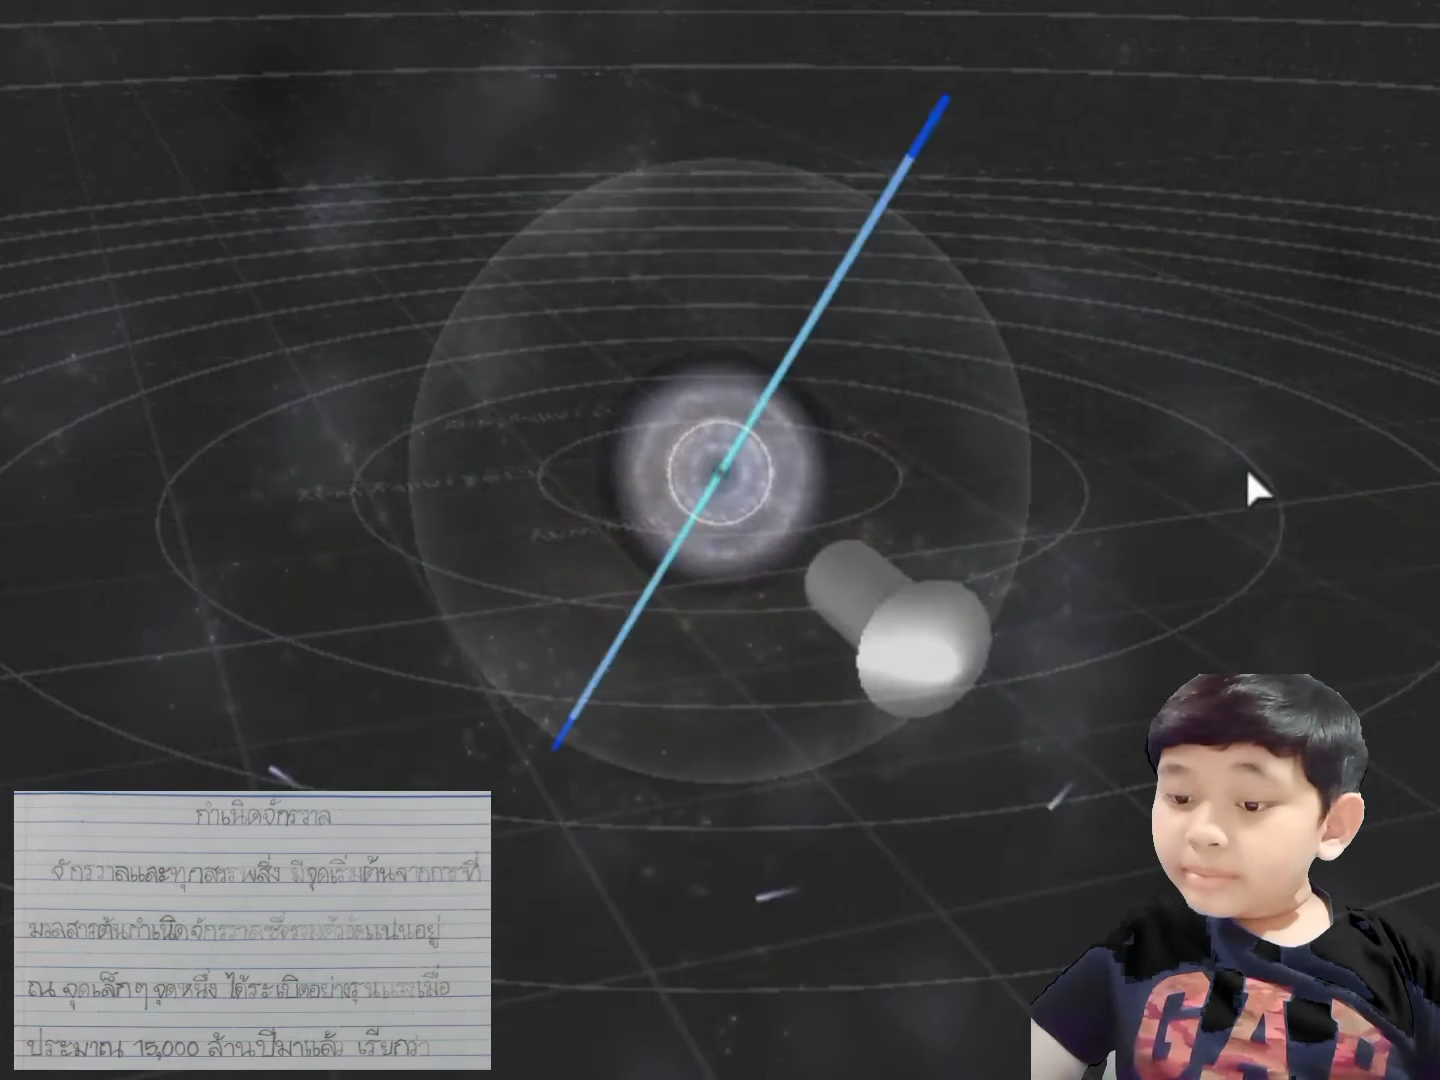 กำเนิดจักรวาล
จักรวาลและทุกสรรพสิ่ง มีจุดเริ่มต้นจากการที่
มวลสารต้นกำเนิดจักรวาลซึ่งรวมตัวอัดแน่นอยู่
ณ จุดเล็กๆ จุดหนึ่ง ได้ระเบิดอย่างรุนแรงเมื่อ
ประมาณ 15,000 ล้านปีมาแล้ว เรียกว่า
GAP